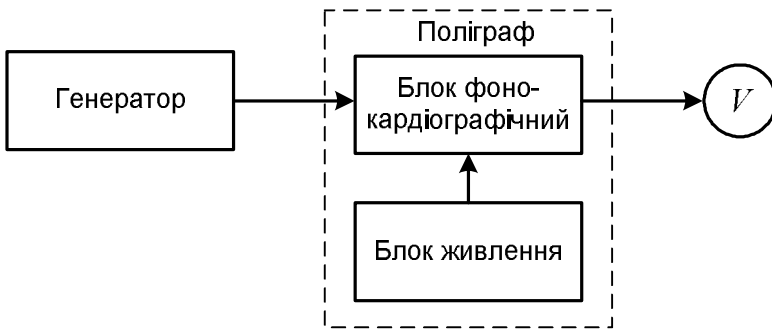 Поліграф
Генератор
Блок фоно-
кардіографічний
V
Блок живлення